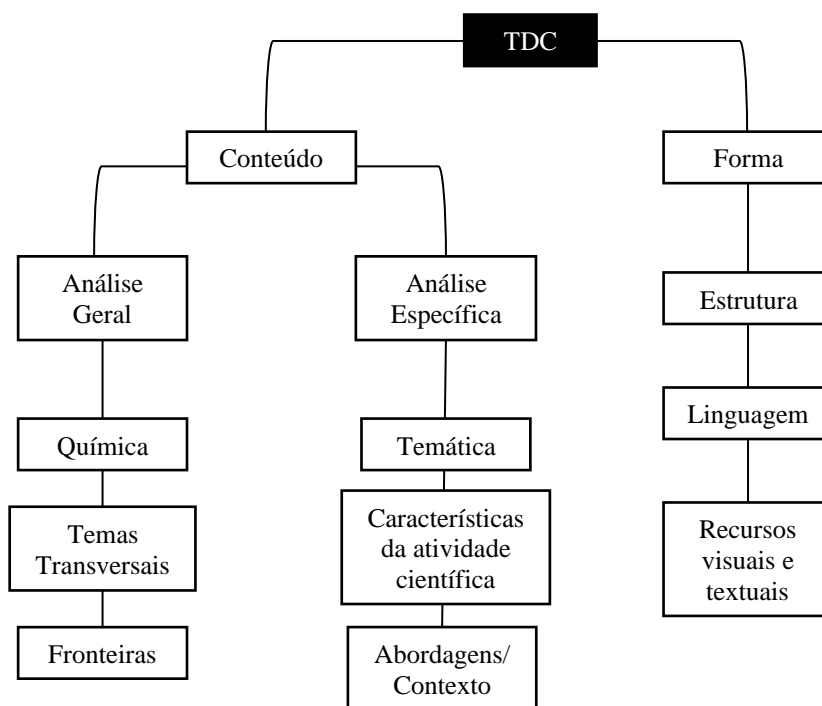 TDC
Conteúdo
Forma
Análise
Geral
Análise
Específica
Estrutura
Linguagem
Química
Temática
Temas
Transversais
Características
da atividade
científica
Recursos
visuais e
textuais
Fronteiras
Abordagens/
Contexto